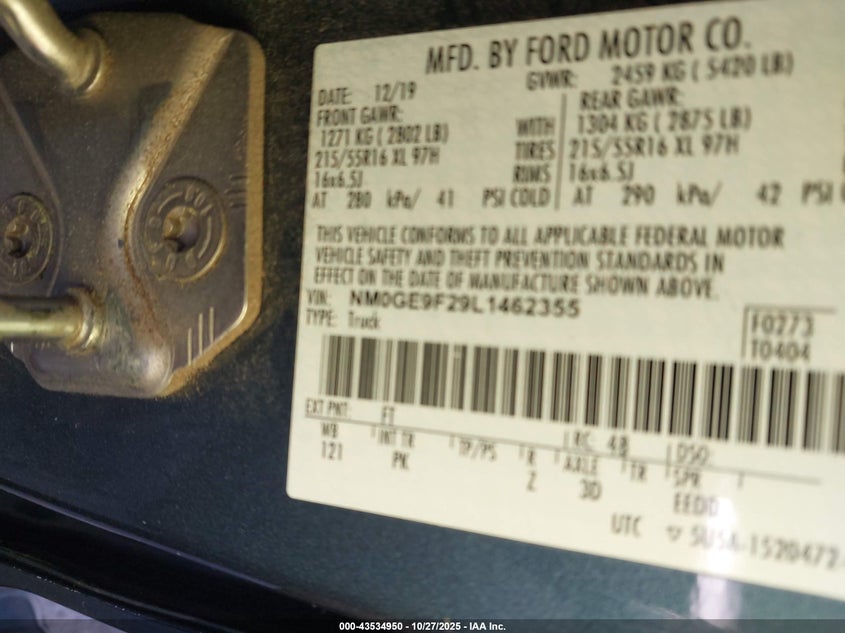 MFD. BY FORD MOTOR CO.
DATE: 12/19 GVWR: 2459 KG ( 5420 LB)
FRONT GAWR: REAR GAWR:
1271 KG ( 2802 LB) WITH 1304 KG ( 2875 LB)
215/55R16 XL 97H TIRES 215/55R16 XL 97H
16x6.5J RIMS 16x6.5J
AT 280 kPa/ 41 PSI COLD AT 290 kPa/ 42 PSI
THIS VEHICLE CONFORMS TO ALL APPLICABLE FEDERAL MOTOR
VEHICLE SAFETY AND THEFT PREVENTION STANDARDS IN
EFFECT ON THE DATE OF MANUFACTURE SHOWN ABOVE.
VIN: NM0GE9F29L1462355
TYPE: Truck
F0273
T0404
EXT PNT: FT RC: 48 DSO:
WB INT TR TP/PS R AXLE TR SPR
121 PK 2 3D EEDD
UTC 5U5A-1520472-
000-43534950 - 10/27/2025 - IAA Inc.